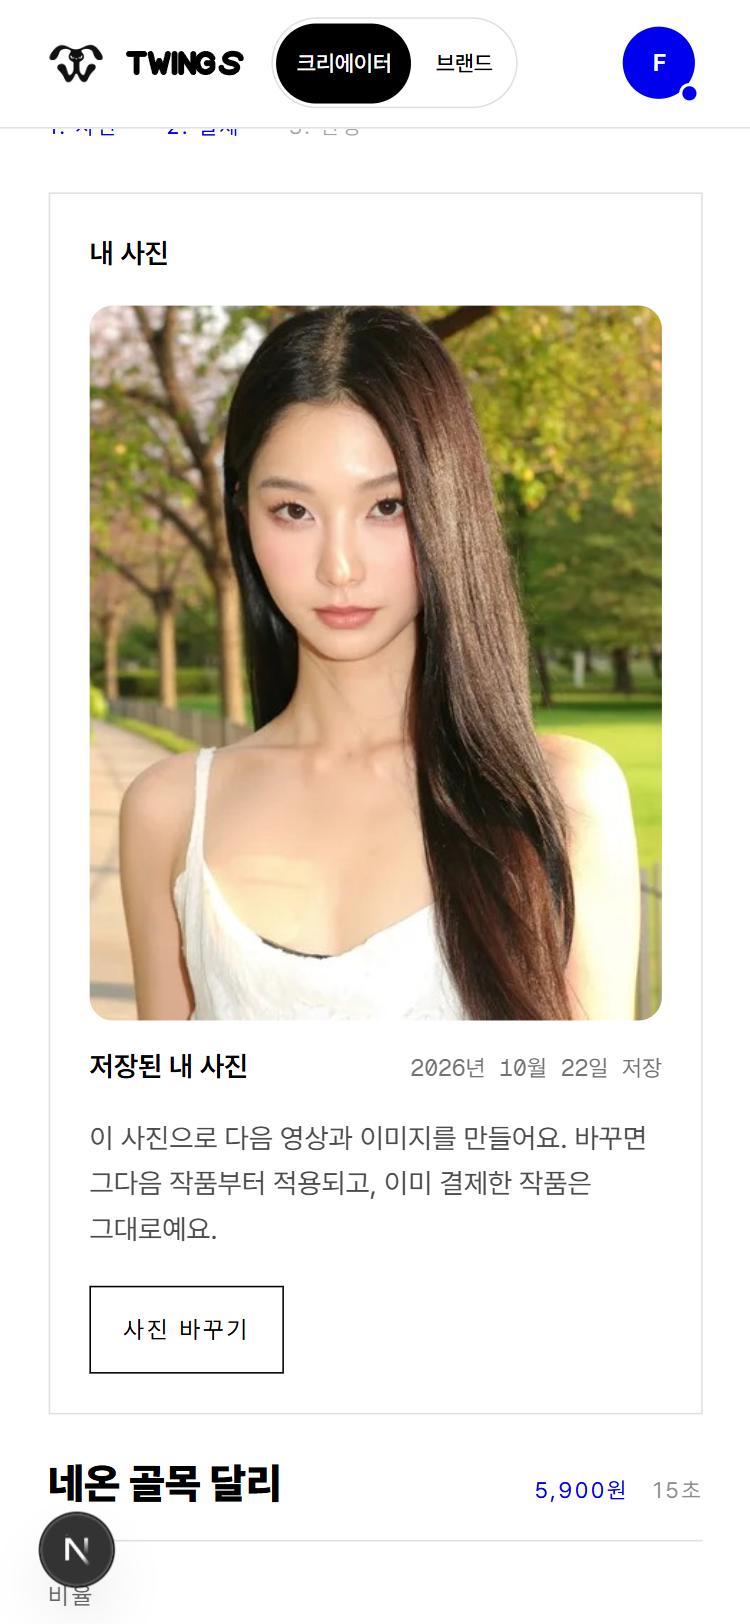 TWINGS
크리에이터
브랜드
F
내 사진
저장된 내 사진
2026년 10월 22일 저장
이 사진으로 다음 영상과 이미지를 만들어요. 바꾸면
그다음 작품부터 적용되고, 이미 결제한 작품은
그대로예요.
사진 바꾸기
네온 골목 달리
5,900원
15초
N
비율